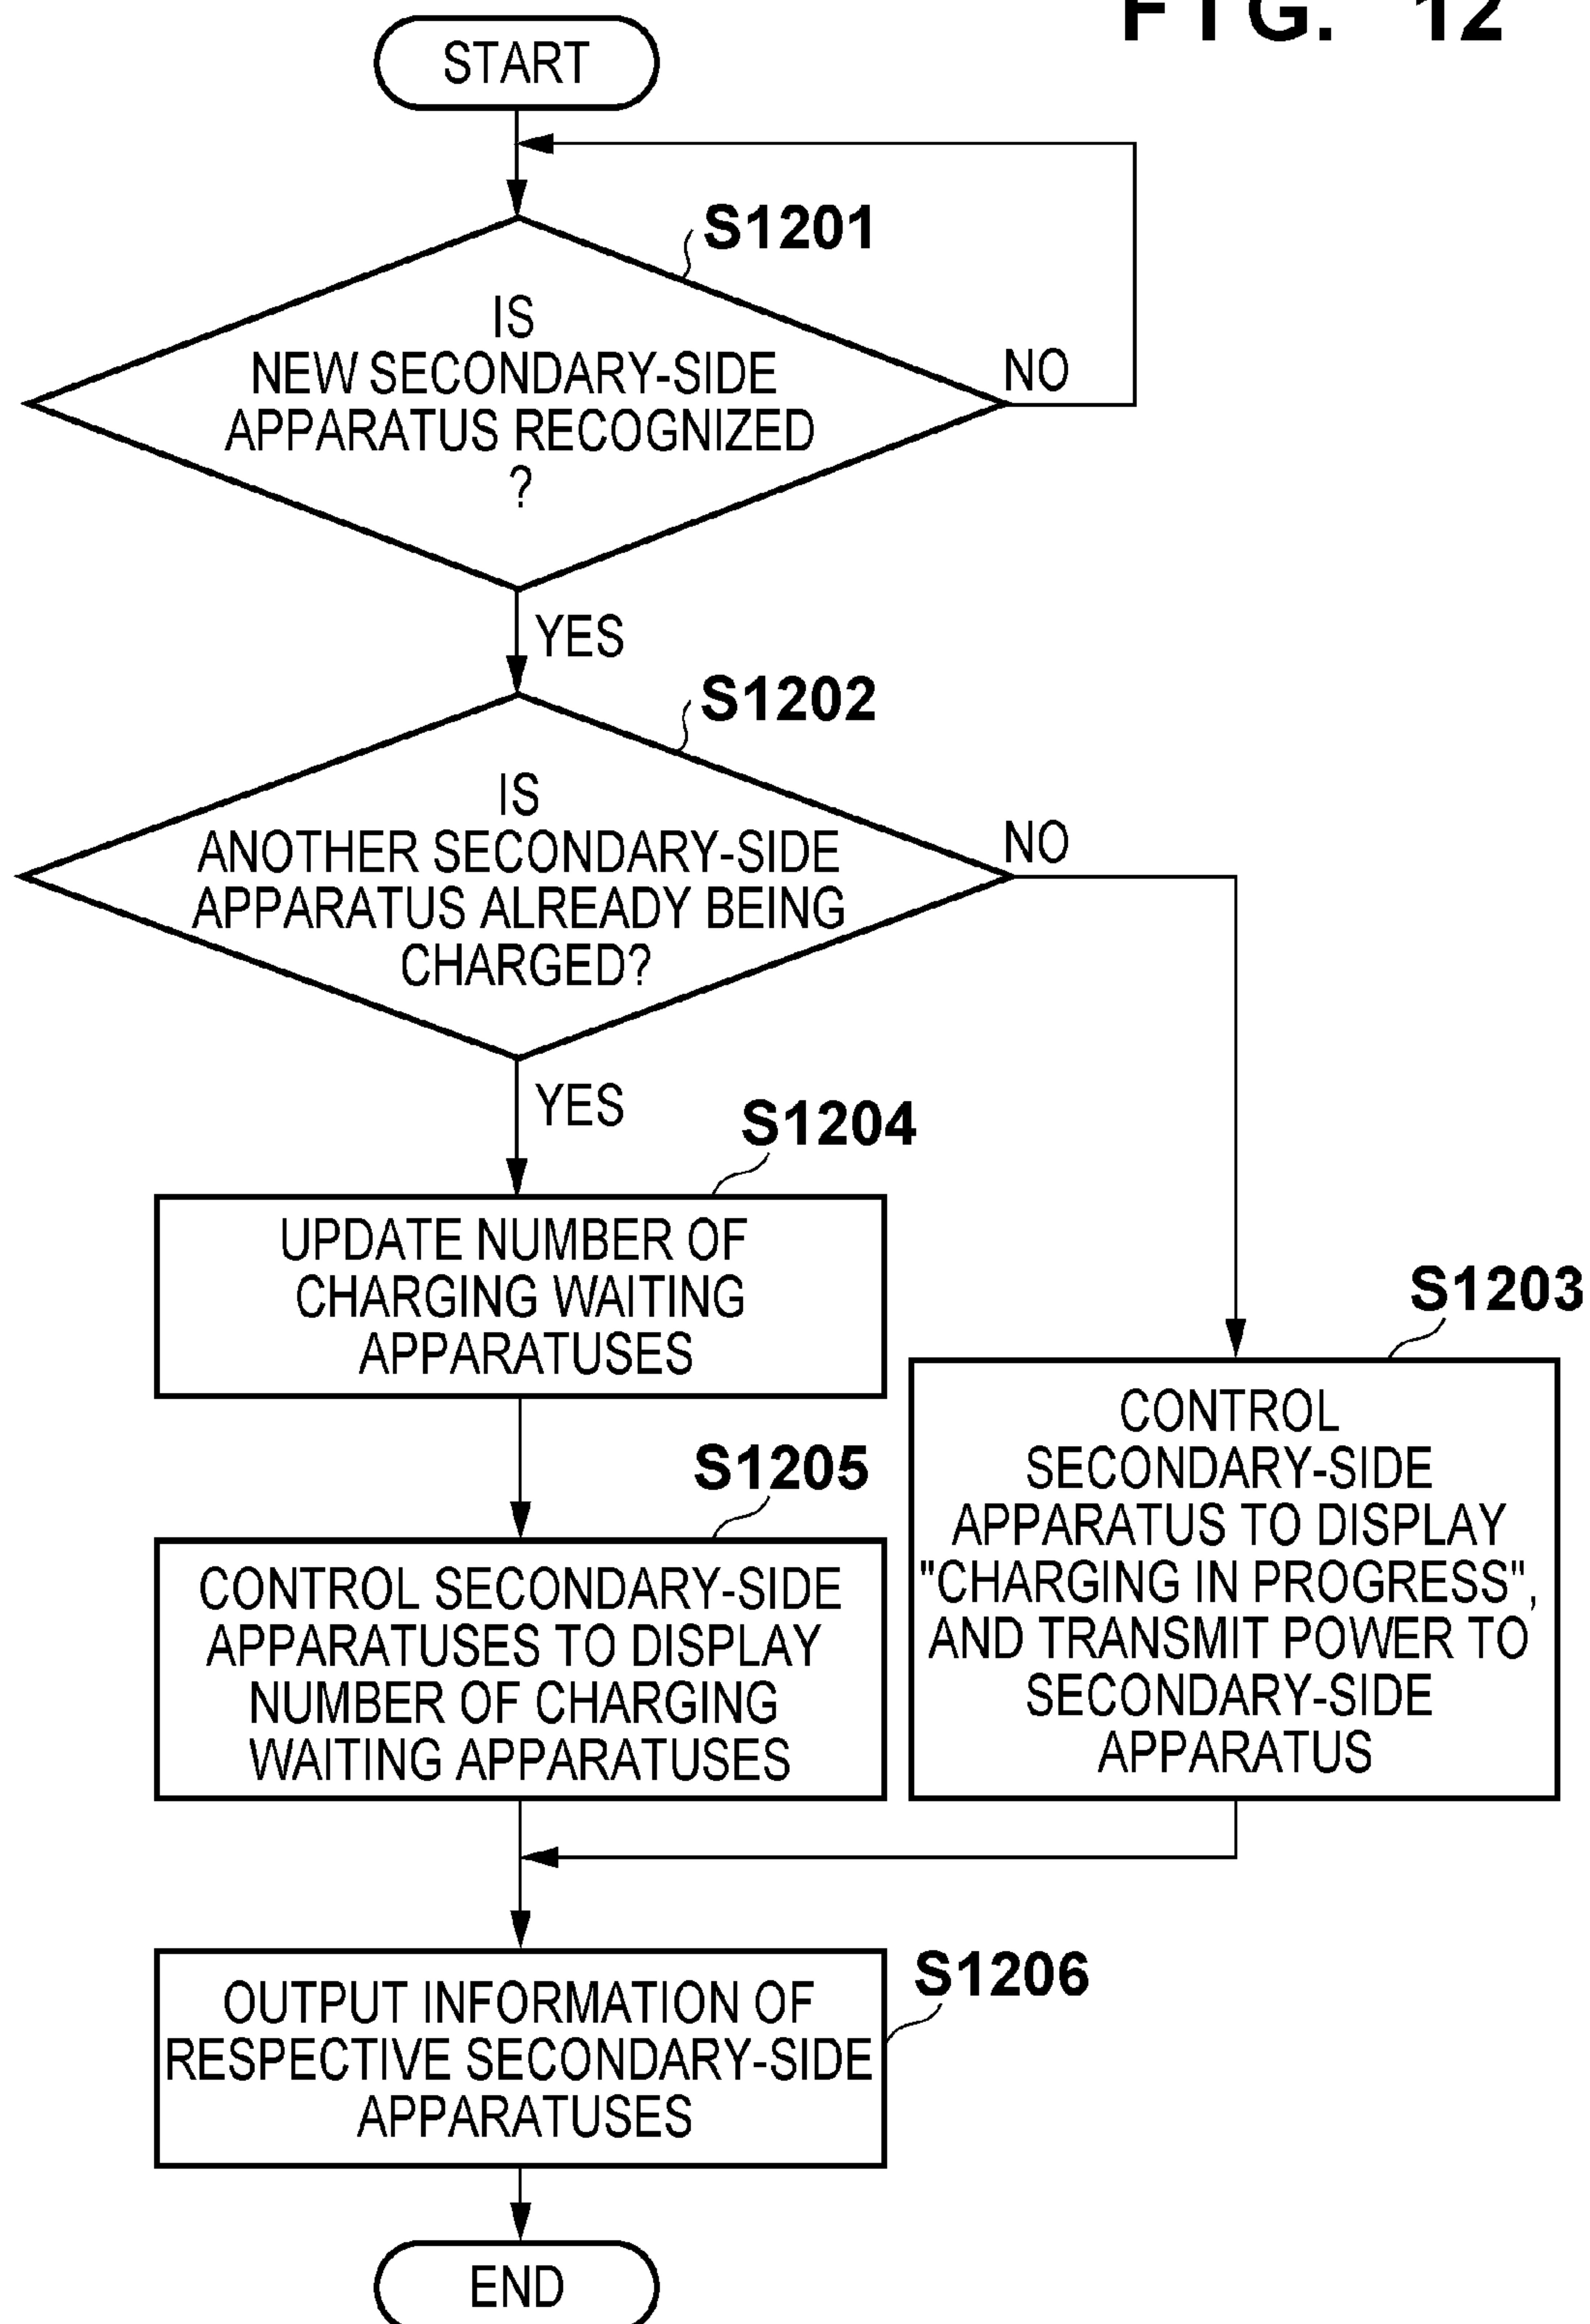 FIG. 12
START
S1201
IS
NEW SECONDARY-SIDE
APPARATUS RECOGNIZED
?
NO
YES
S1202
IS
ANOTHER SECONDARY-SIDE
APPARATUS ALREADY BEING
CHARGED?
NO
YES
S1204
UPDATE NUMBER OF
CHARGING WAITING
APPARATUSES
S1203
CONTROL
SECONDARY-SIDE
APPARATUS TO DISPLAY
"CHARGING IN PROGRESS",
AND TRANSMIT POWER TO
SECONDARY-SIDE
APPARATUS
S1205
CONTROL SECONDARY-SIDE
APPARATUSES TO DISPLAY
NUMBER OF CHARGING
WAITING APPARATUSES
S1206
OUTPUT INFORMATION OF
RESPECTIVE SECONDARY-SIDE
APPARATUSES
END